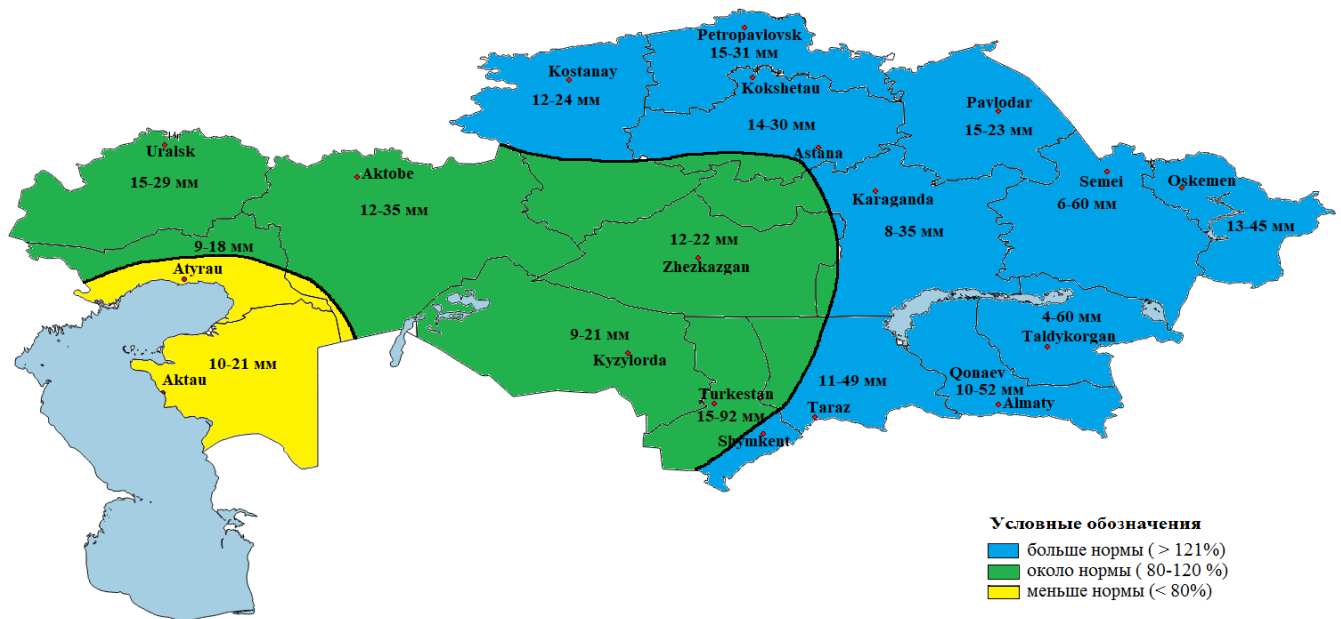 Petropavlovsk
15-31 мм
Kostanay
12-24 мм
Kokshetau
14-30 мм
Pavlodar
15-23 мм
Uralsk
15-29 мм
Aktobe
12-35 мм
Astana
Karaganda
8-35 мм
Semei
6-60 мм
Oskemen
13-45 мм
9-18 мм
Atyrau
12-22 мм
Zhezkazgan
10-21 мм
Aktau
9-21 мм
Kyzylorda
4-60 мм
Taldykorgan
Turkestan
15-92 мм
Shymkent
11-49 мм
Taraz
Qonaev
10-52 мм
Almaty
Условные обозначения
больше нормы ( > 121%)
около нормы ( 80-120 %)
меньше нормы (< 80%)